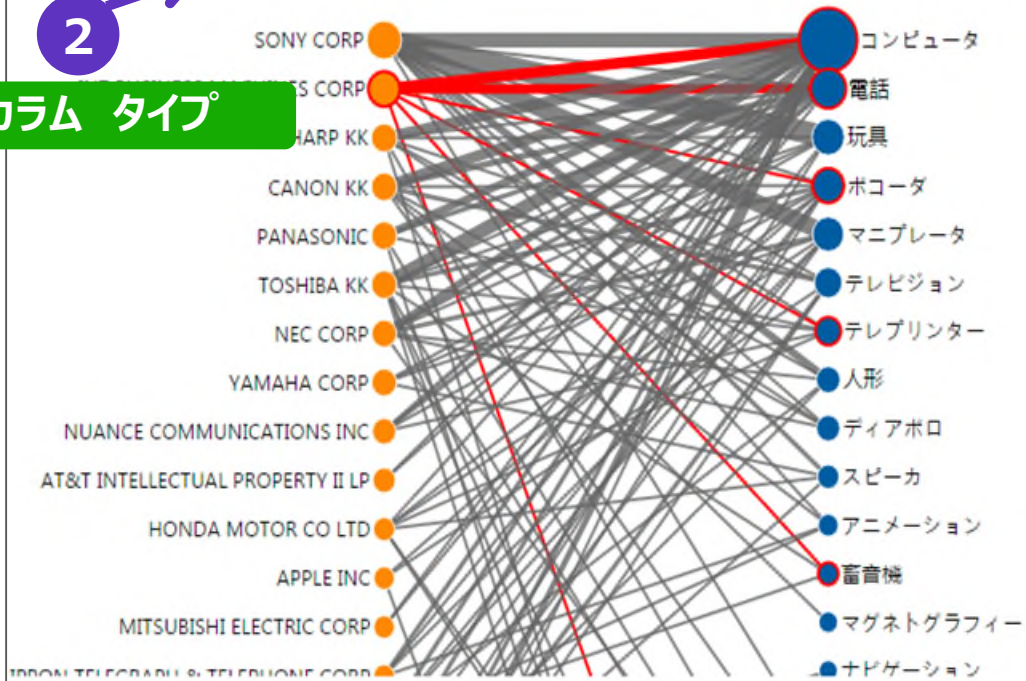 2
カラム タイプ
SONY CORP
ES CORP
HARP KK
CANON KK
PANASONIC
TOSHIBA KK
NEC CORP
YAMAHA CORP
NUANCE COMMUNICATIONS INC
AT&T INTELLECTUAL PROPERTY II LP
HONDA MOTOR CO LTD
APPLE INC
MITSUBISHI ELECTRIC CORP
TELEGRAPH & TELEPHONE CORP
コンピュータ
電話
玩具
ボコーダ
マニプレータ
テレビジョン
テレプリンター
人形
ディアボロ
スピーカ
アニメーション
畜音機
マグネトグラフィー
ナビゲーション